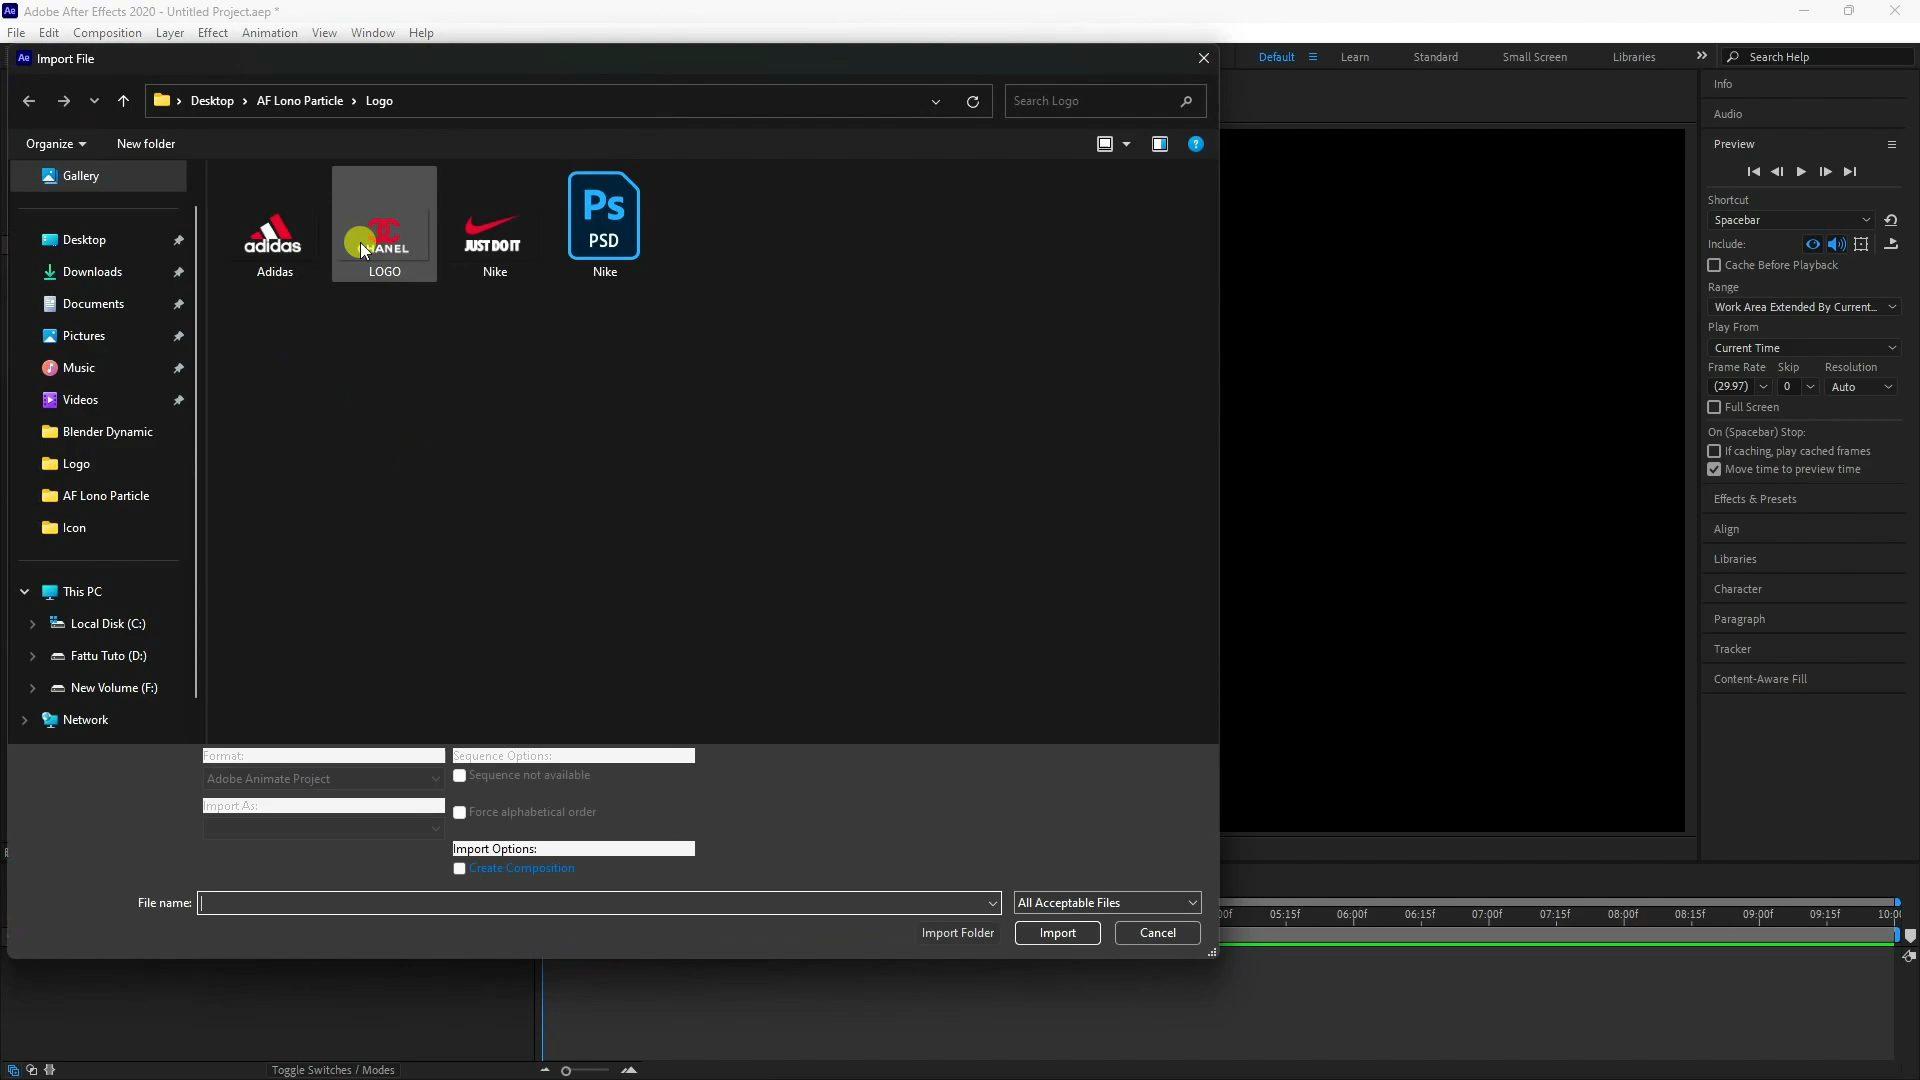 Ae Adobe After Effects 2020 - Untitled Project.aep *
File Edit Composition Layer Effect Animation View Window Help
Ae Import File
Default Learn Standard Small Screen Libraries Search Help
Desktop AF Lono Particle Logo
Search Logo
Organize New folder
Gallery
Desktop
Downloads
Documents
Pictures
Music
Videos
Blender Dynamic
Logo
AF Lono Particle
Icon
This PC
Local Disk (C:)
Fattu Tuto (D:)
New Volume (F:)
Network
adidas
Adidas
HANEL
LOGO
JUST DO IT
Nike
Ps
PSD
Nike
Format:
Adobe Animate Project
Import As:
Sequence Options:
Sequence not available
Force alphabetical order
Import Options:
Create Composition
File name:
All Acceptable Files
Import Folder Import Cancel
Info
Audio
Preview
Shortcut
Spacebar
Include:
Cache Before Playback
Range
Work Area Extended By Current...
Play From
Current Time
Frame Rate Skip Resolution
(29.97) 0 Auto
Full Screen
On (Spacebar) Stop:
If caching, play cached frames
Move time to preview time
Effects & Presets
Align
Libraries
Character
Paragraph
Tracker
Content-Aware Fill
05:15f 06:00f 06:15f 07:00f 07:15f 08:00f 08:15f 09:00f 09:15f
Toggle Switches / Modes